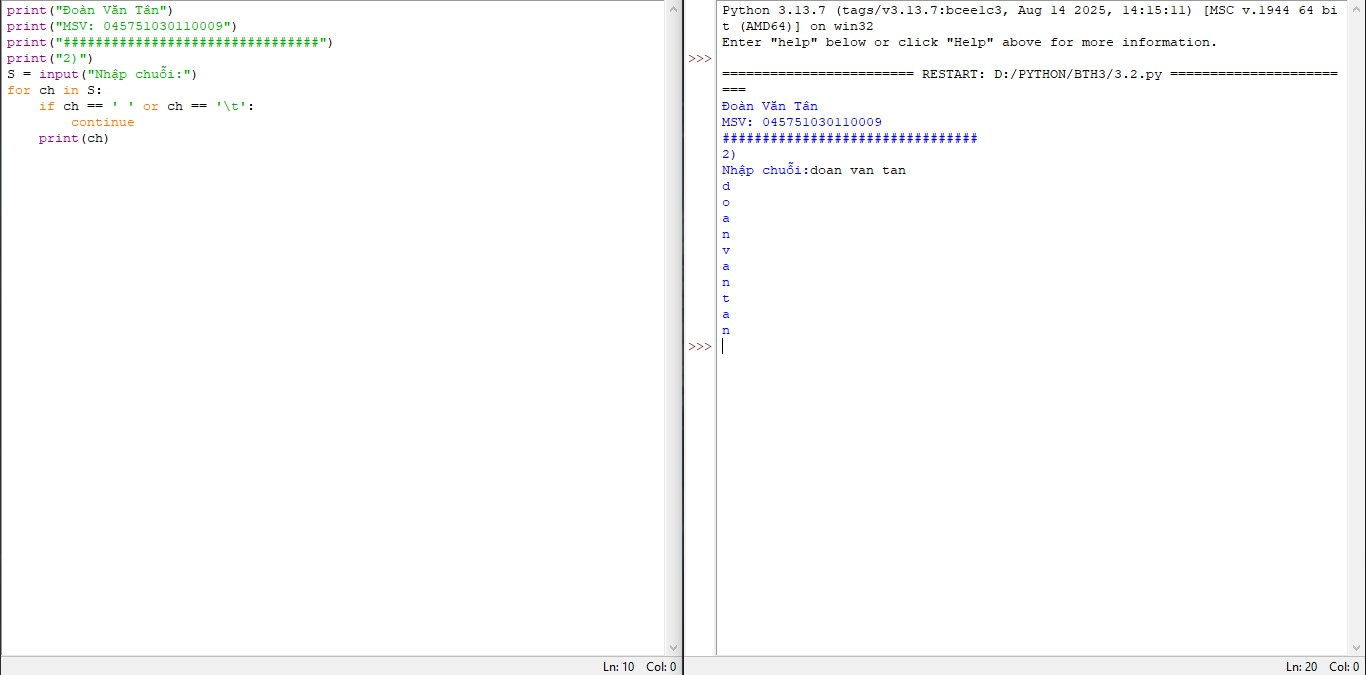 print("Đoàn Văn Tân")
print("MSV: 045751030110009")
print("################################")
print("2)")
S = input("Nhập chuỗi:")
for ch in S:
    if ch == ' ' or ch == '\t':
        continue
    print(ch)
Ln: 10 Col: 0
Python 3.13.7 (tags/v3.13.7:bcee1c3, Aug 14 2025, 14:15:11) [MSC v.1944 64 bi
t (AMD64)] on win32
Enter "help" below or click "Help" above for more information.
>>>
======================== RESTART: D:/PYTHON/BTH3/3.2.py =====================
===
Đoàn Văn Tân
MSV: 045751030110009
################################
2)
Nhập chuỗi:doan van tan
d
o
a
n
v
a
n
t
a
n
>>>
Ln: 20 Col: 0